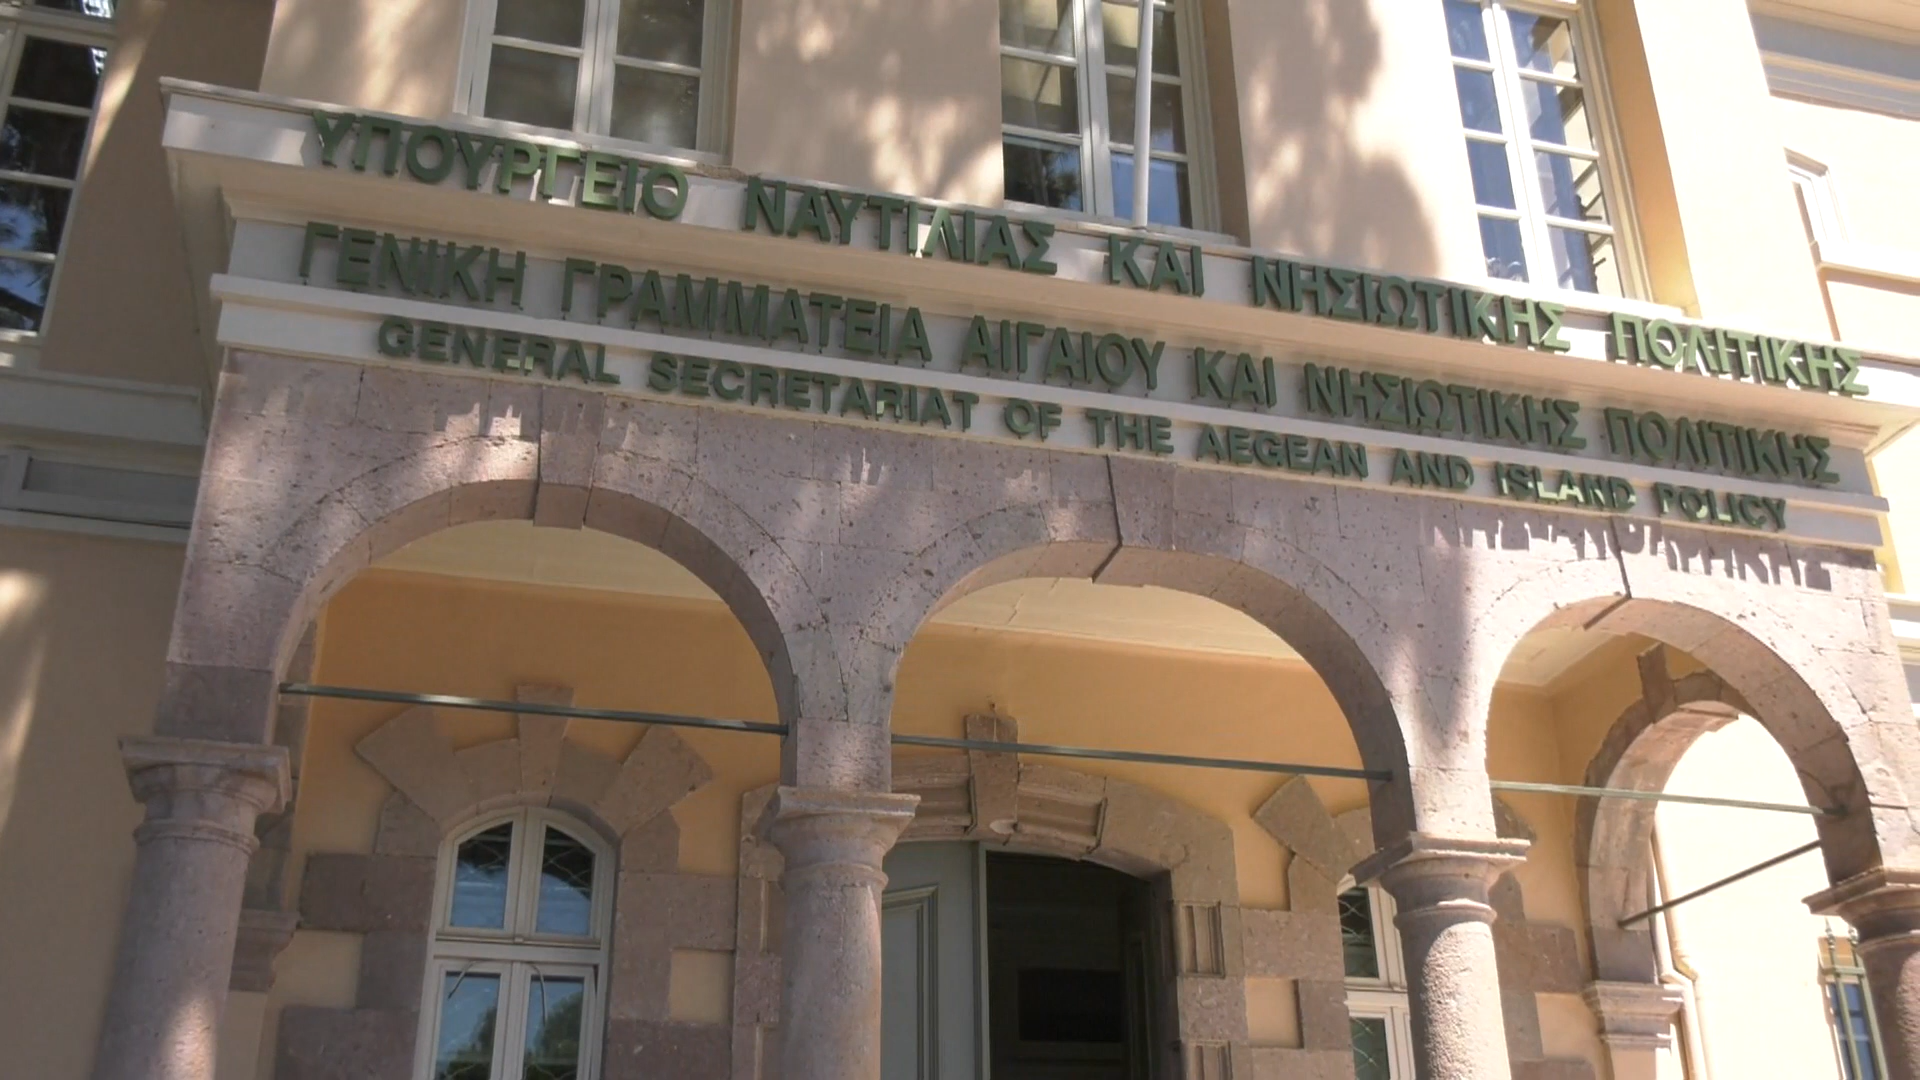 ΥΠΟΥΡΓΕΙΟ ΝΑΥΤΙΛΙΑΣ ΚΑΙ ΝΗΣΙΩΤΙΚΗΣ ΠΟΛΙΤΙΚΗΣ
ΓΕΝΙΚΗ ΓΡΑΜΜΑΤΕΙΑ ΑΙΓΑΙΟΥ ΚΑΙ ΝΗΣΙΩΤΙΚΗΣ ΠΟΛΙΤΙΚΗΣ
GENERAL SECRETARIAT OF THE AEGEAN AND ISLAND POLICY